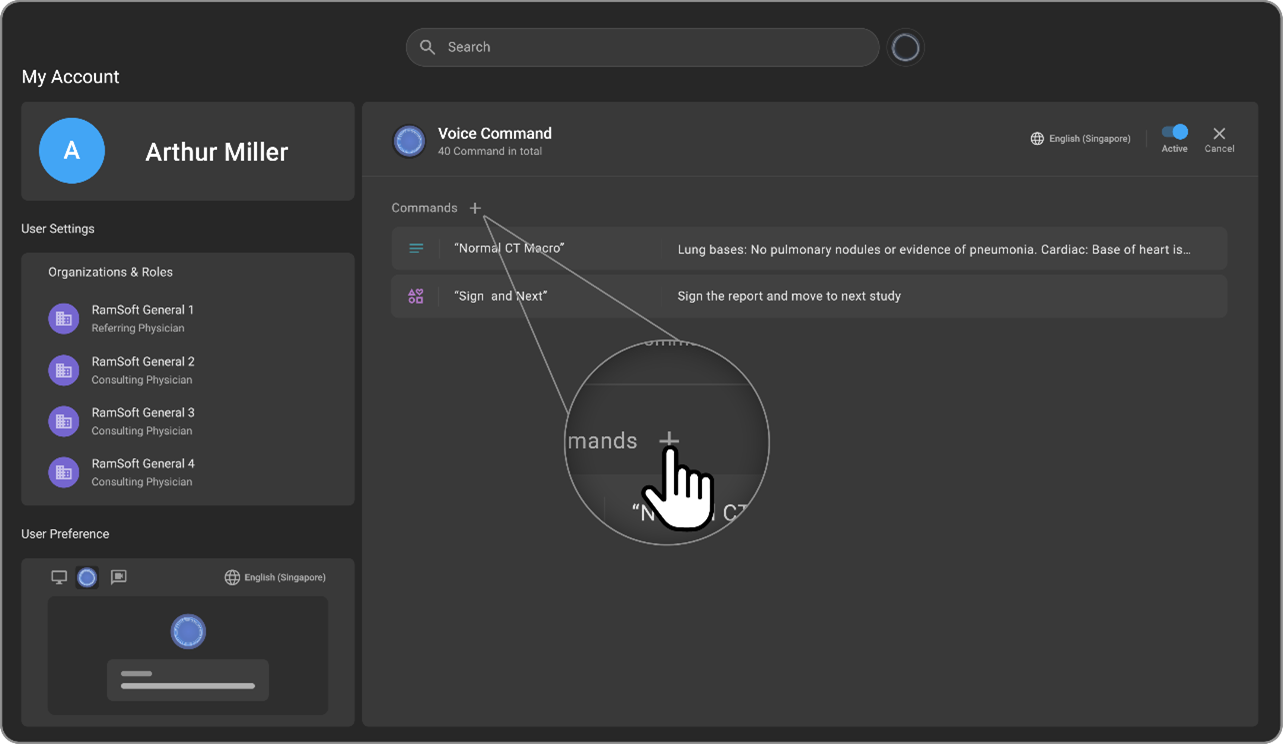 Search
My Account
A
Arthur Miller
Voice Command
40 Command in total
English (Singapore)
Active
Cancel
User Settings
Organizations & Roles
RamSoft General 1
Referring Physician
RamSoft General 2
Consulting Physician
RamSoft General 3
Consulting Physician
RamSoft General 4
Consulting Physician
User Preference
English (Singapore)
Commands +
“Normal CT Macro”
Lung bases: No pulmonary nodules or evidence of pneumonia. Cardiac: Base of heart is...
“Sign and Next”
Sign the report and move to next study
mands +
CT